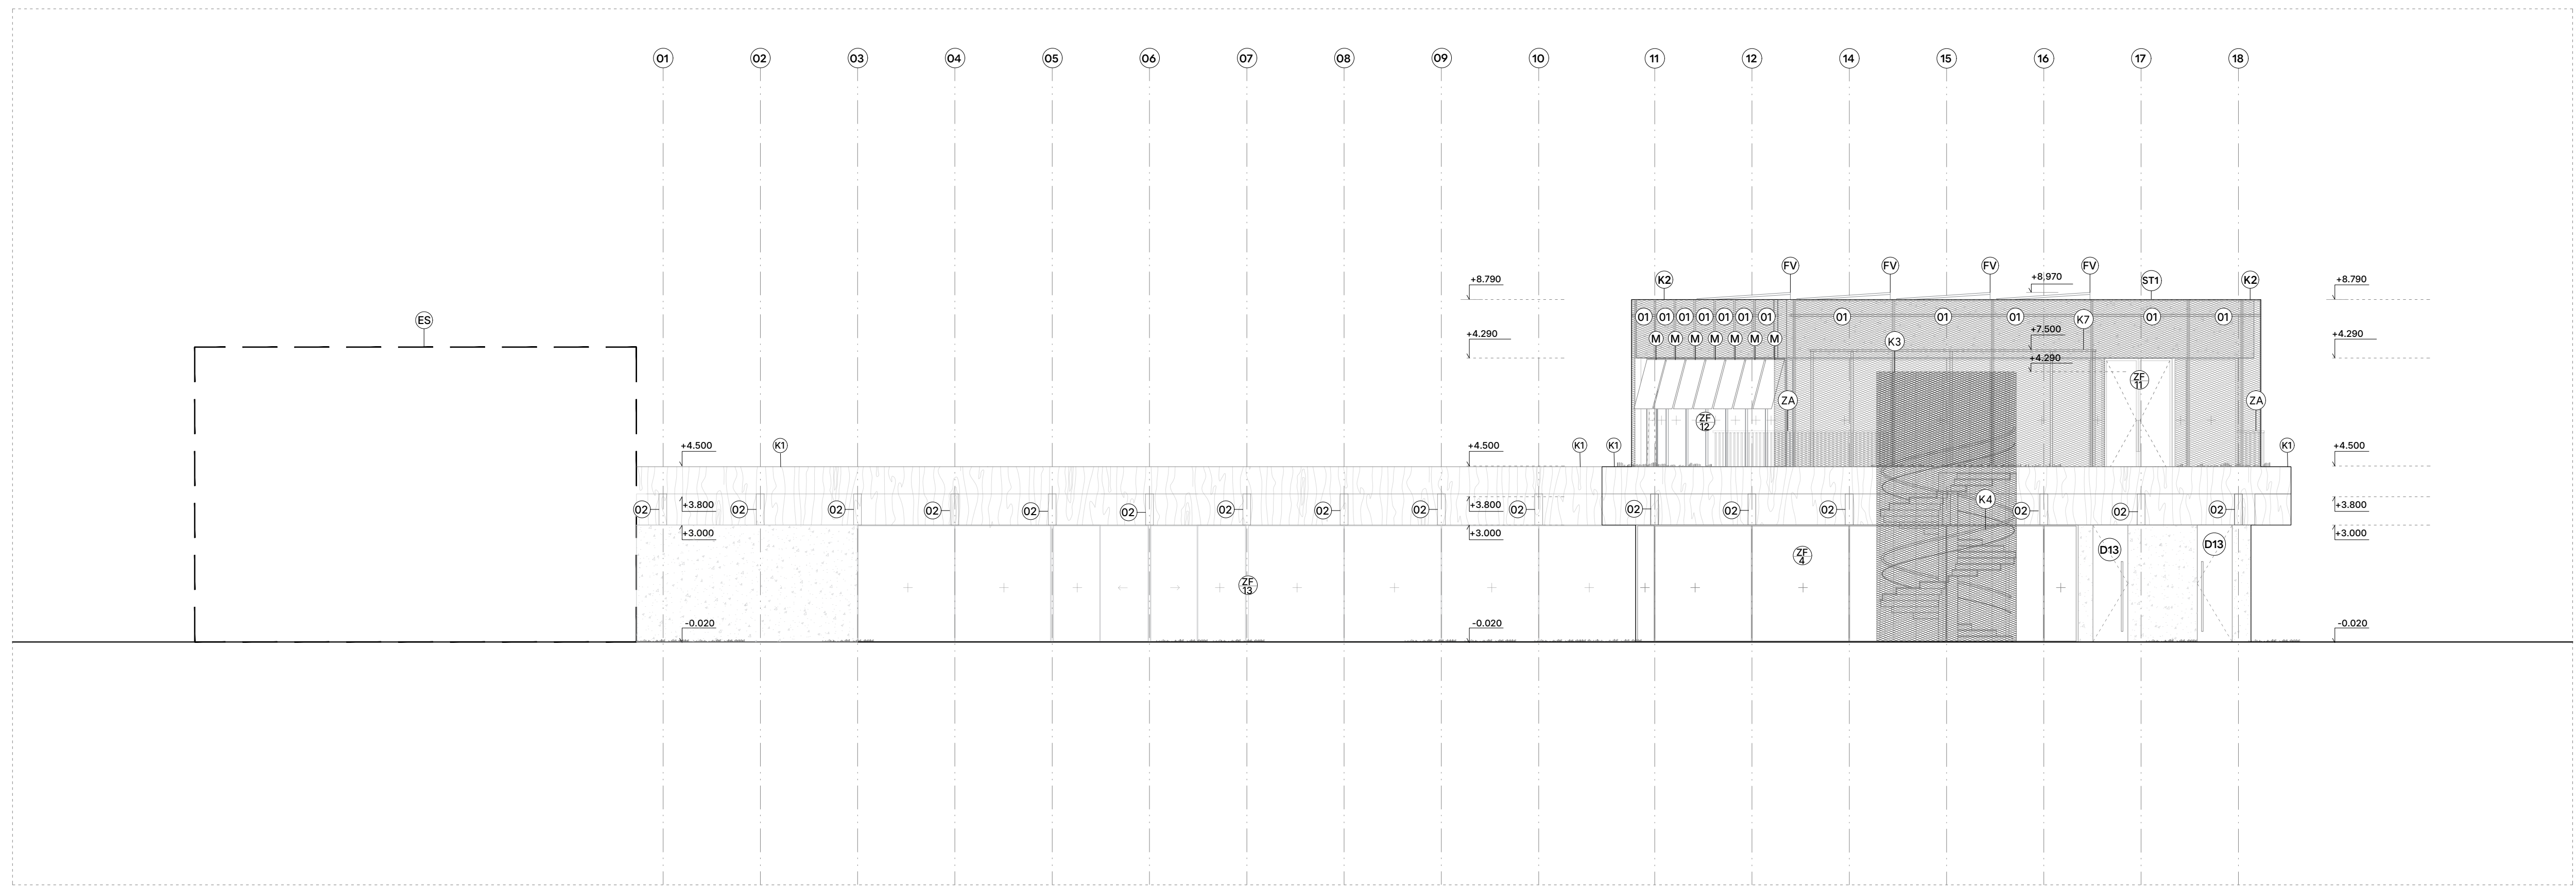 01 02 03 04 05 06 07 08 09 10 11 12 14 15 16 17 18
FV FV FV FV
+8.790 K2 +8.970 ST1 K2 +8.790
ES 01 01 01 01 01 01 01 01 01 01 K7 01 01
+4.290 M M M M M M M K3 +7.500 +4.290
+4.290
ZF
11
ZA ZA
ZF
12
+4.500 K1 +4.500 K1 K1 +4.500 K1
+3.800 +3.800 K4 +3.800
02 02 02 02 02 02 02 02 02 02 02 02 02 02 02 02
+3.000 +3.000 +3.000
D13 D13
ZF
4
ZF
13
-0.020 -0.020 -0.020